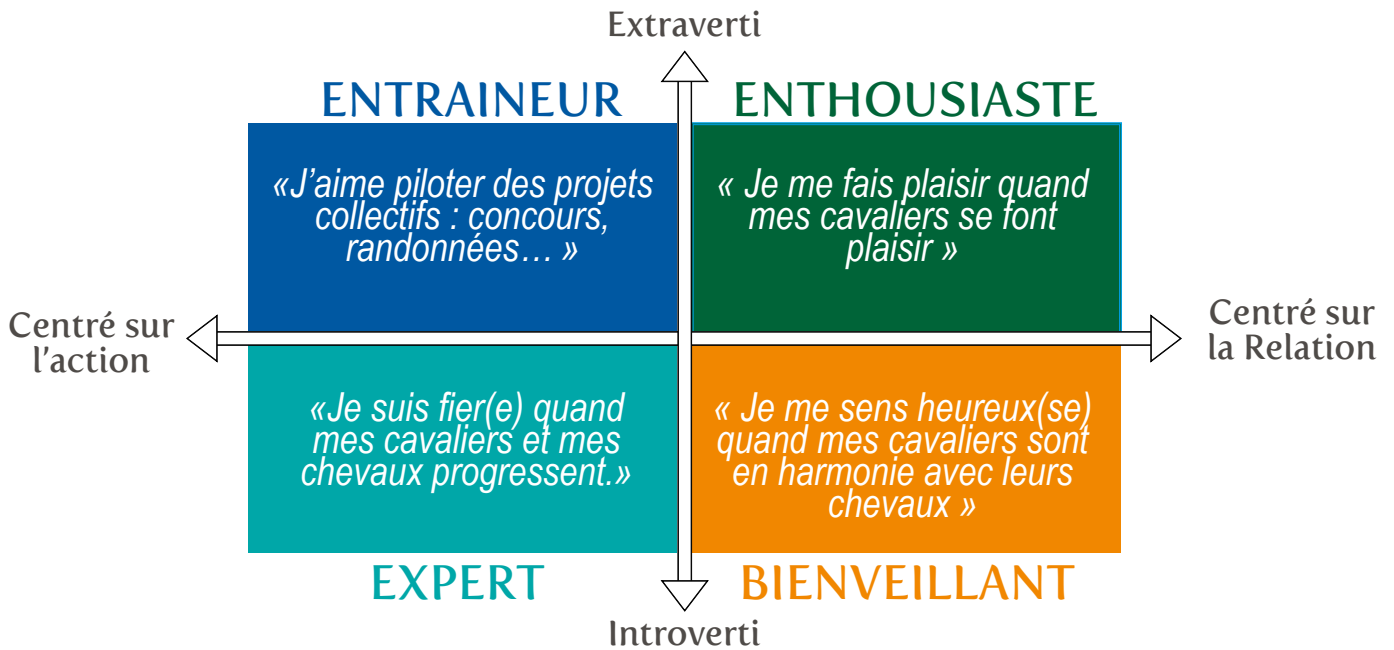 Extraverti
ENTRAINEUR
ENTHOUSIASTE
«J’aime piloter des projets
collectifs : concours,
randonnées… »
« Je me fais plaisir quand
mes cavaliers se font
plaisir »
Centré sur
l’action
Centré sur
la Relation
«Je suis fier(e) quand
mes cavaliers et mes
chevaux progressent.»
« Je me sens heureux(se)
quand mes cavaliers sont
en harmonie avec leurs
chevaux »
EXPERT
BIENVEILLANT
Introverti